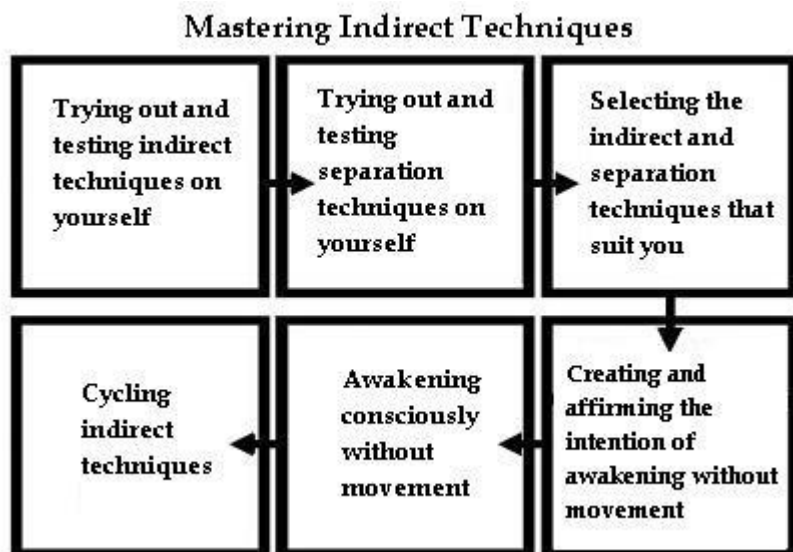 Mastering Indirect Techniques
Trying out and
testing indirect
techniques on
yourself
Trying out and
testing
separation
techniques on
yourself
Selecting the
indirect and
separation
techniques that
suit you
Creating and
affirming the
intention of
awakening without
movement
Awakening
consciously
without
movement
Cycling
indirect
techniques